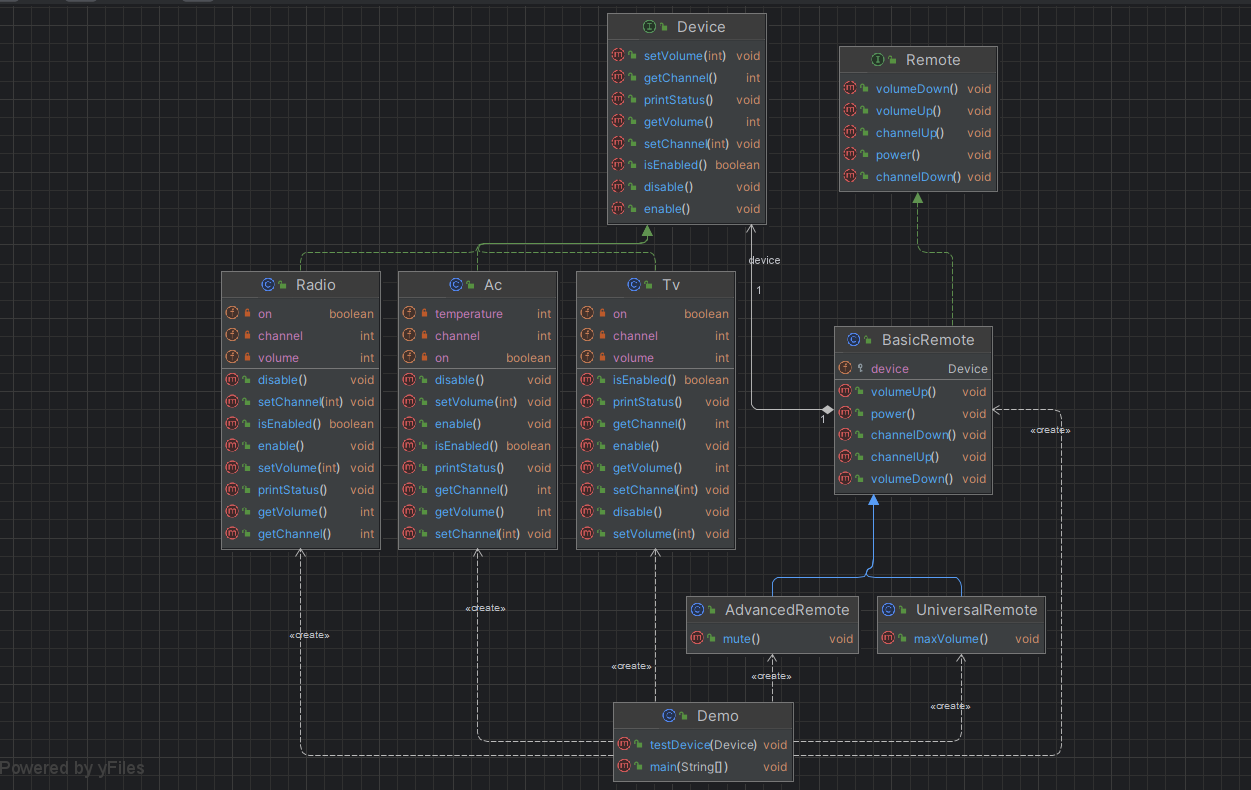 Device
setVolume(int) void
getChannel() int
printStatus() void
getVolume() int
setChannel(int) void
isEnabled() boolean
disable() void
enable() void
Remote
volumeDown() void
volumeUp() void
channelUp() void
power() void
channelDown() void
device
1
Radio
on boolean
channel int
volume int
disable() void
setChannel(int) void
isEnabled() boolean
enable() void
setVolume(int) void
printStatus() void
getVolume() int
getChannel() int
Ac
temperature int
channel int
on boolean
disable() void
setVolume(int) void
enable() void
isEnabled() boolean
printStatus() void
getChannel() int
getVolume() int
setChannel(int) void
Tv
on boolean
channel int
volume int
isEnabled() boolean
printStatus() void
getChannel() int
enable() void
getVolume() int
setChannel(int) void
disable() void
setVolume(int) void
BasicRemote
device Device
volumeUp() void
power() void
channelDown() void
channelUp() void
volumeDown() void
1
«create»
AdvancedRemote
mute() void
UniversalRemote
maxVolume() void
«create»
«create»
«create»
«create»
«create»
Demo
testDevice(Device) void
main(String[]) void
Powered by yFiles